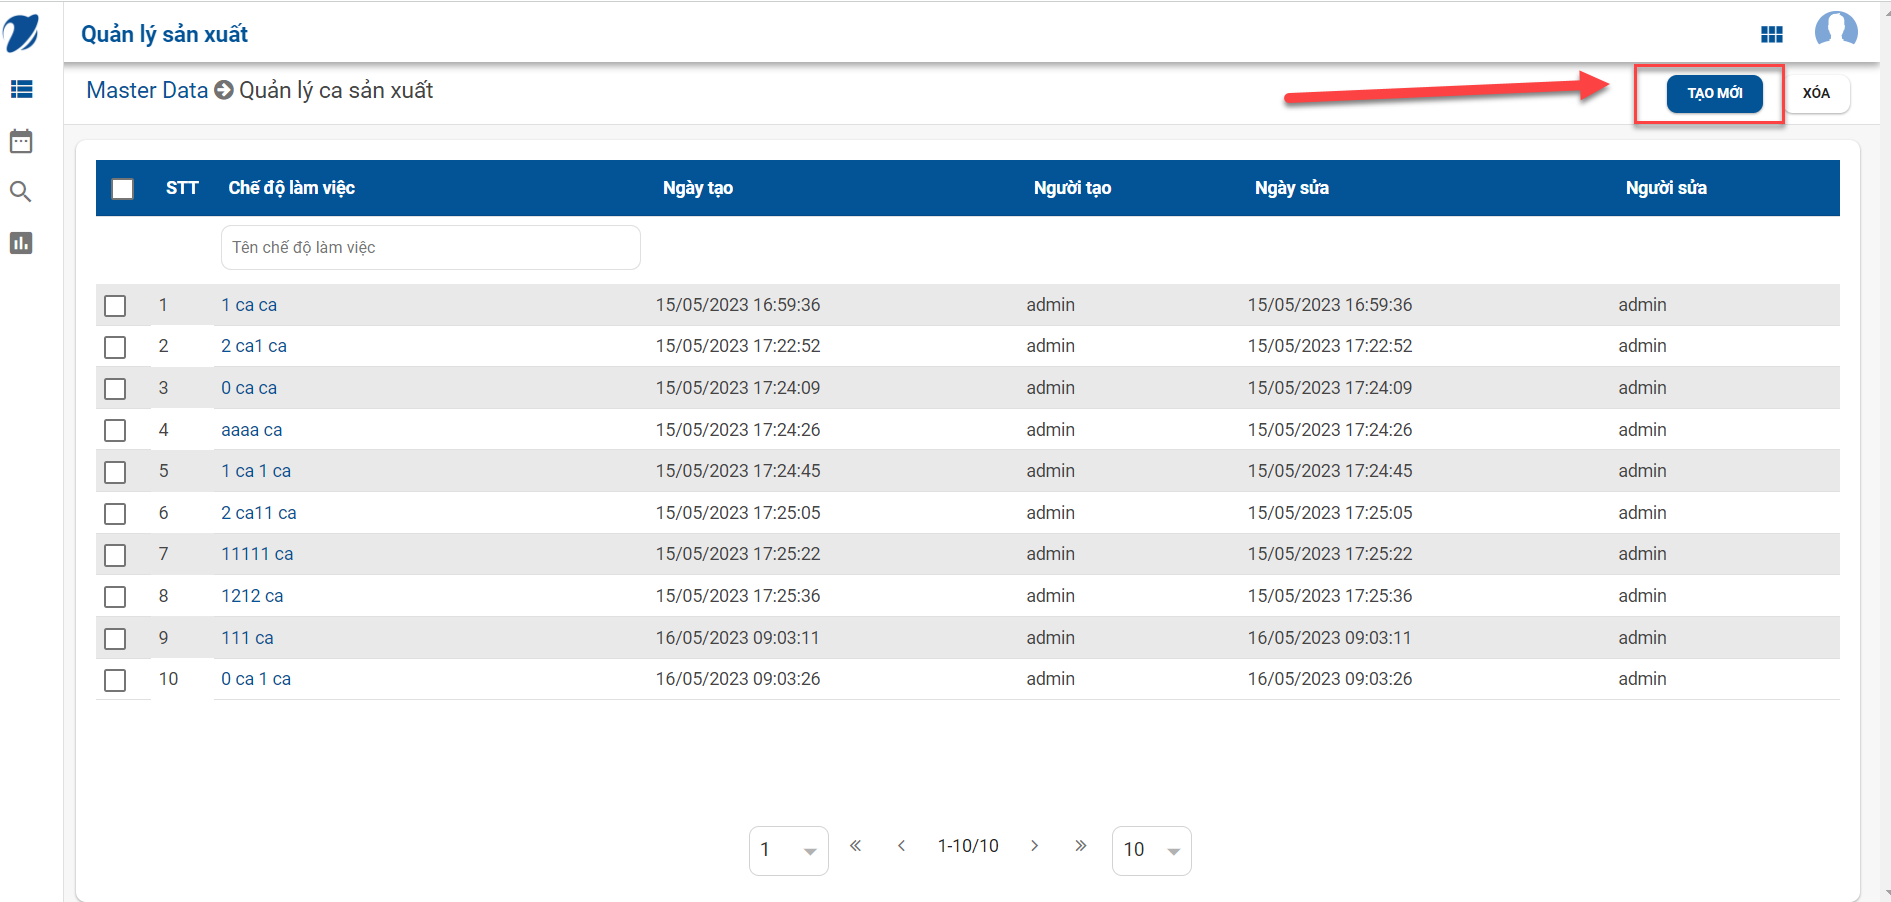 Quản lý sản xuất
Master Data Quản lý ca sản xuất
TẠO MỚI XÓA
STT Chế độ làm việc Ngày tạo Người tạo Ngày sửa Người sửa
Tên chế độ làm việc
1 1 ca ca 15/05/2023 16:59:36 admin 15/05/2023 16:59:36 admin
2 2 ca1 ca 15/05/2023 17:22:52 admin 15/05/2023 17:22:52 admin
3 0 ca ca 15/05/2023 17:24:09 admin 15/05/2023 17:24:09 admin
4 aaaa ca 15/05/2023 17:24:26 admin 15/05/2023 17:24:26 admin
5 1 ca 1 ca 15/05/2023 17:24:45 admin 15/05/2023 17:24:45 admin
6 2 ca11 ca 15/05/2023 17:25:05 admin 15/05/2023 17:25:05 admin
7 11111 ca 15/05/2023 17:25:22 admin 15/05/2023 17:25:22 admin
8 1212 ca 15/05/2023 17:25:36 admin 15/05/2023 17:25:36 admin
9 111 ca 16/05/2023 09:03:11 admin 16/05/2023 09:03:11 admin
10 0 ca 1 ca 16/05/2023 09:03:26 admin 16/05/2023 09:03:26 admin
1 « ‹ 1-10/10 › » 10